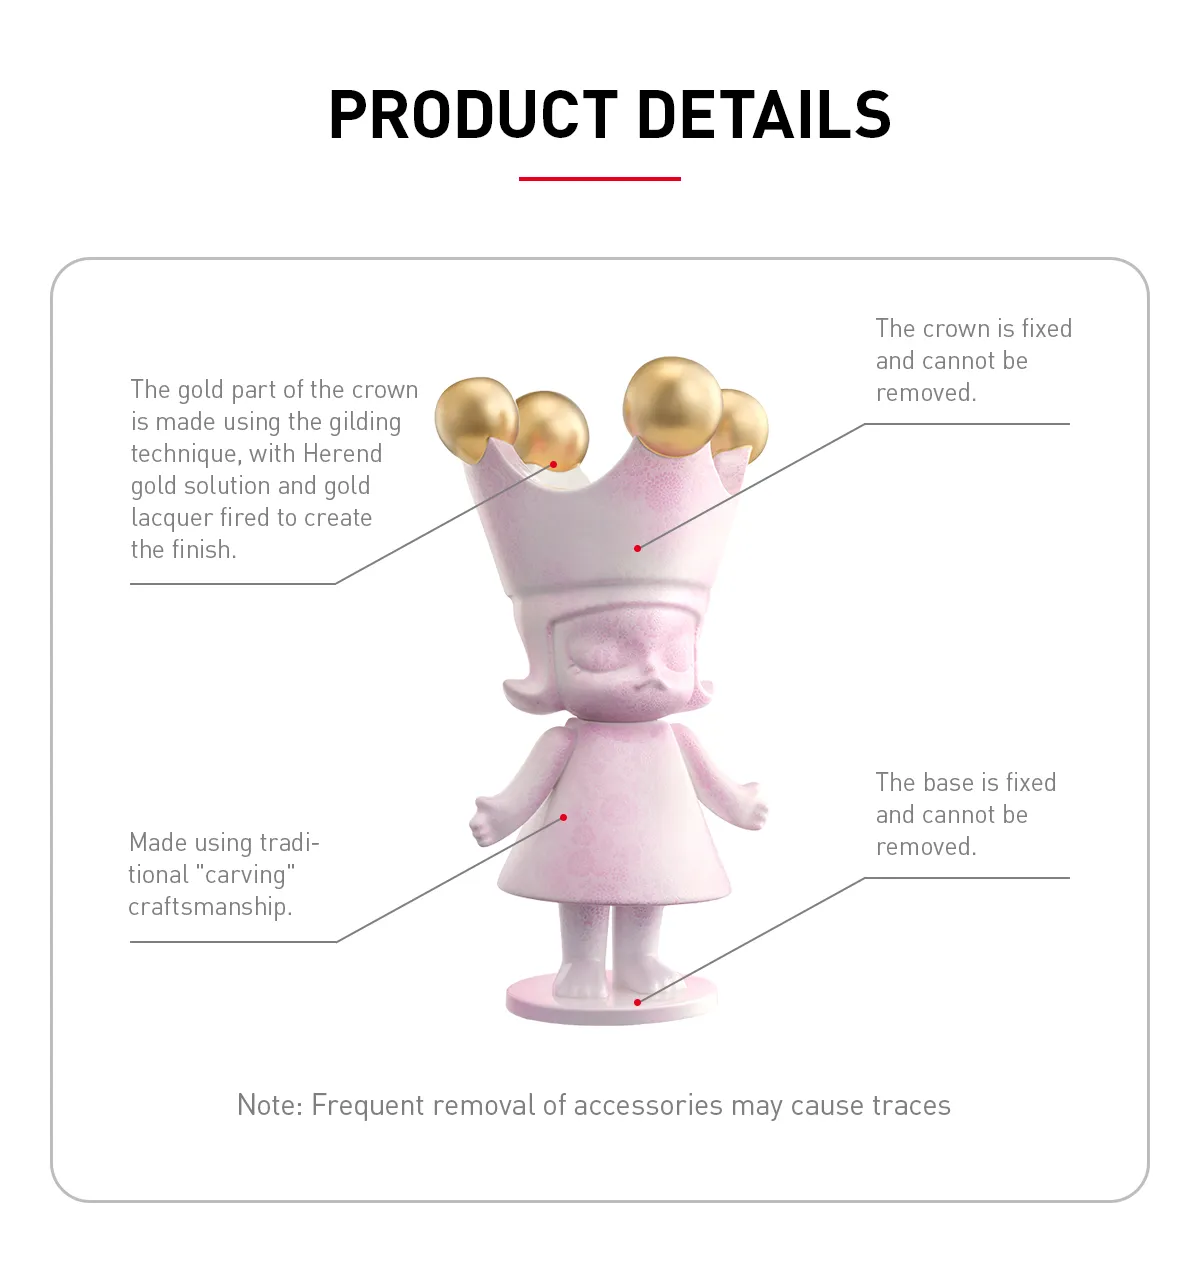 PRODUCT DETAILS
The gold part of the crown
is made using the gilding
technique, with Herend
gold solution and gold
lacquer fired to create
the finish.
The crown is fixed
and cannot be
removed.
Made using tradi-
tional "carving"
craftsmanship.
The base is fixed
and cannot be
removed.
Note: Frequent removal of accessories may cause traces